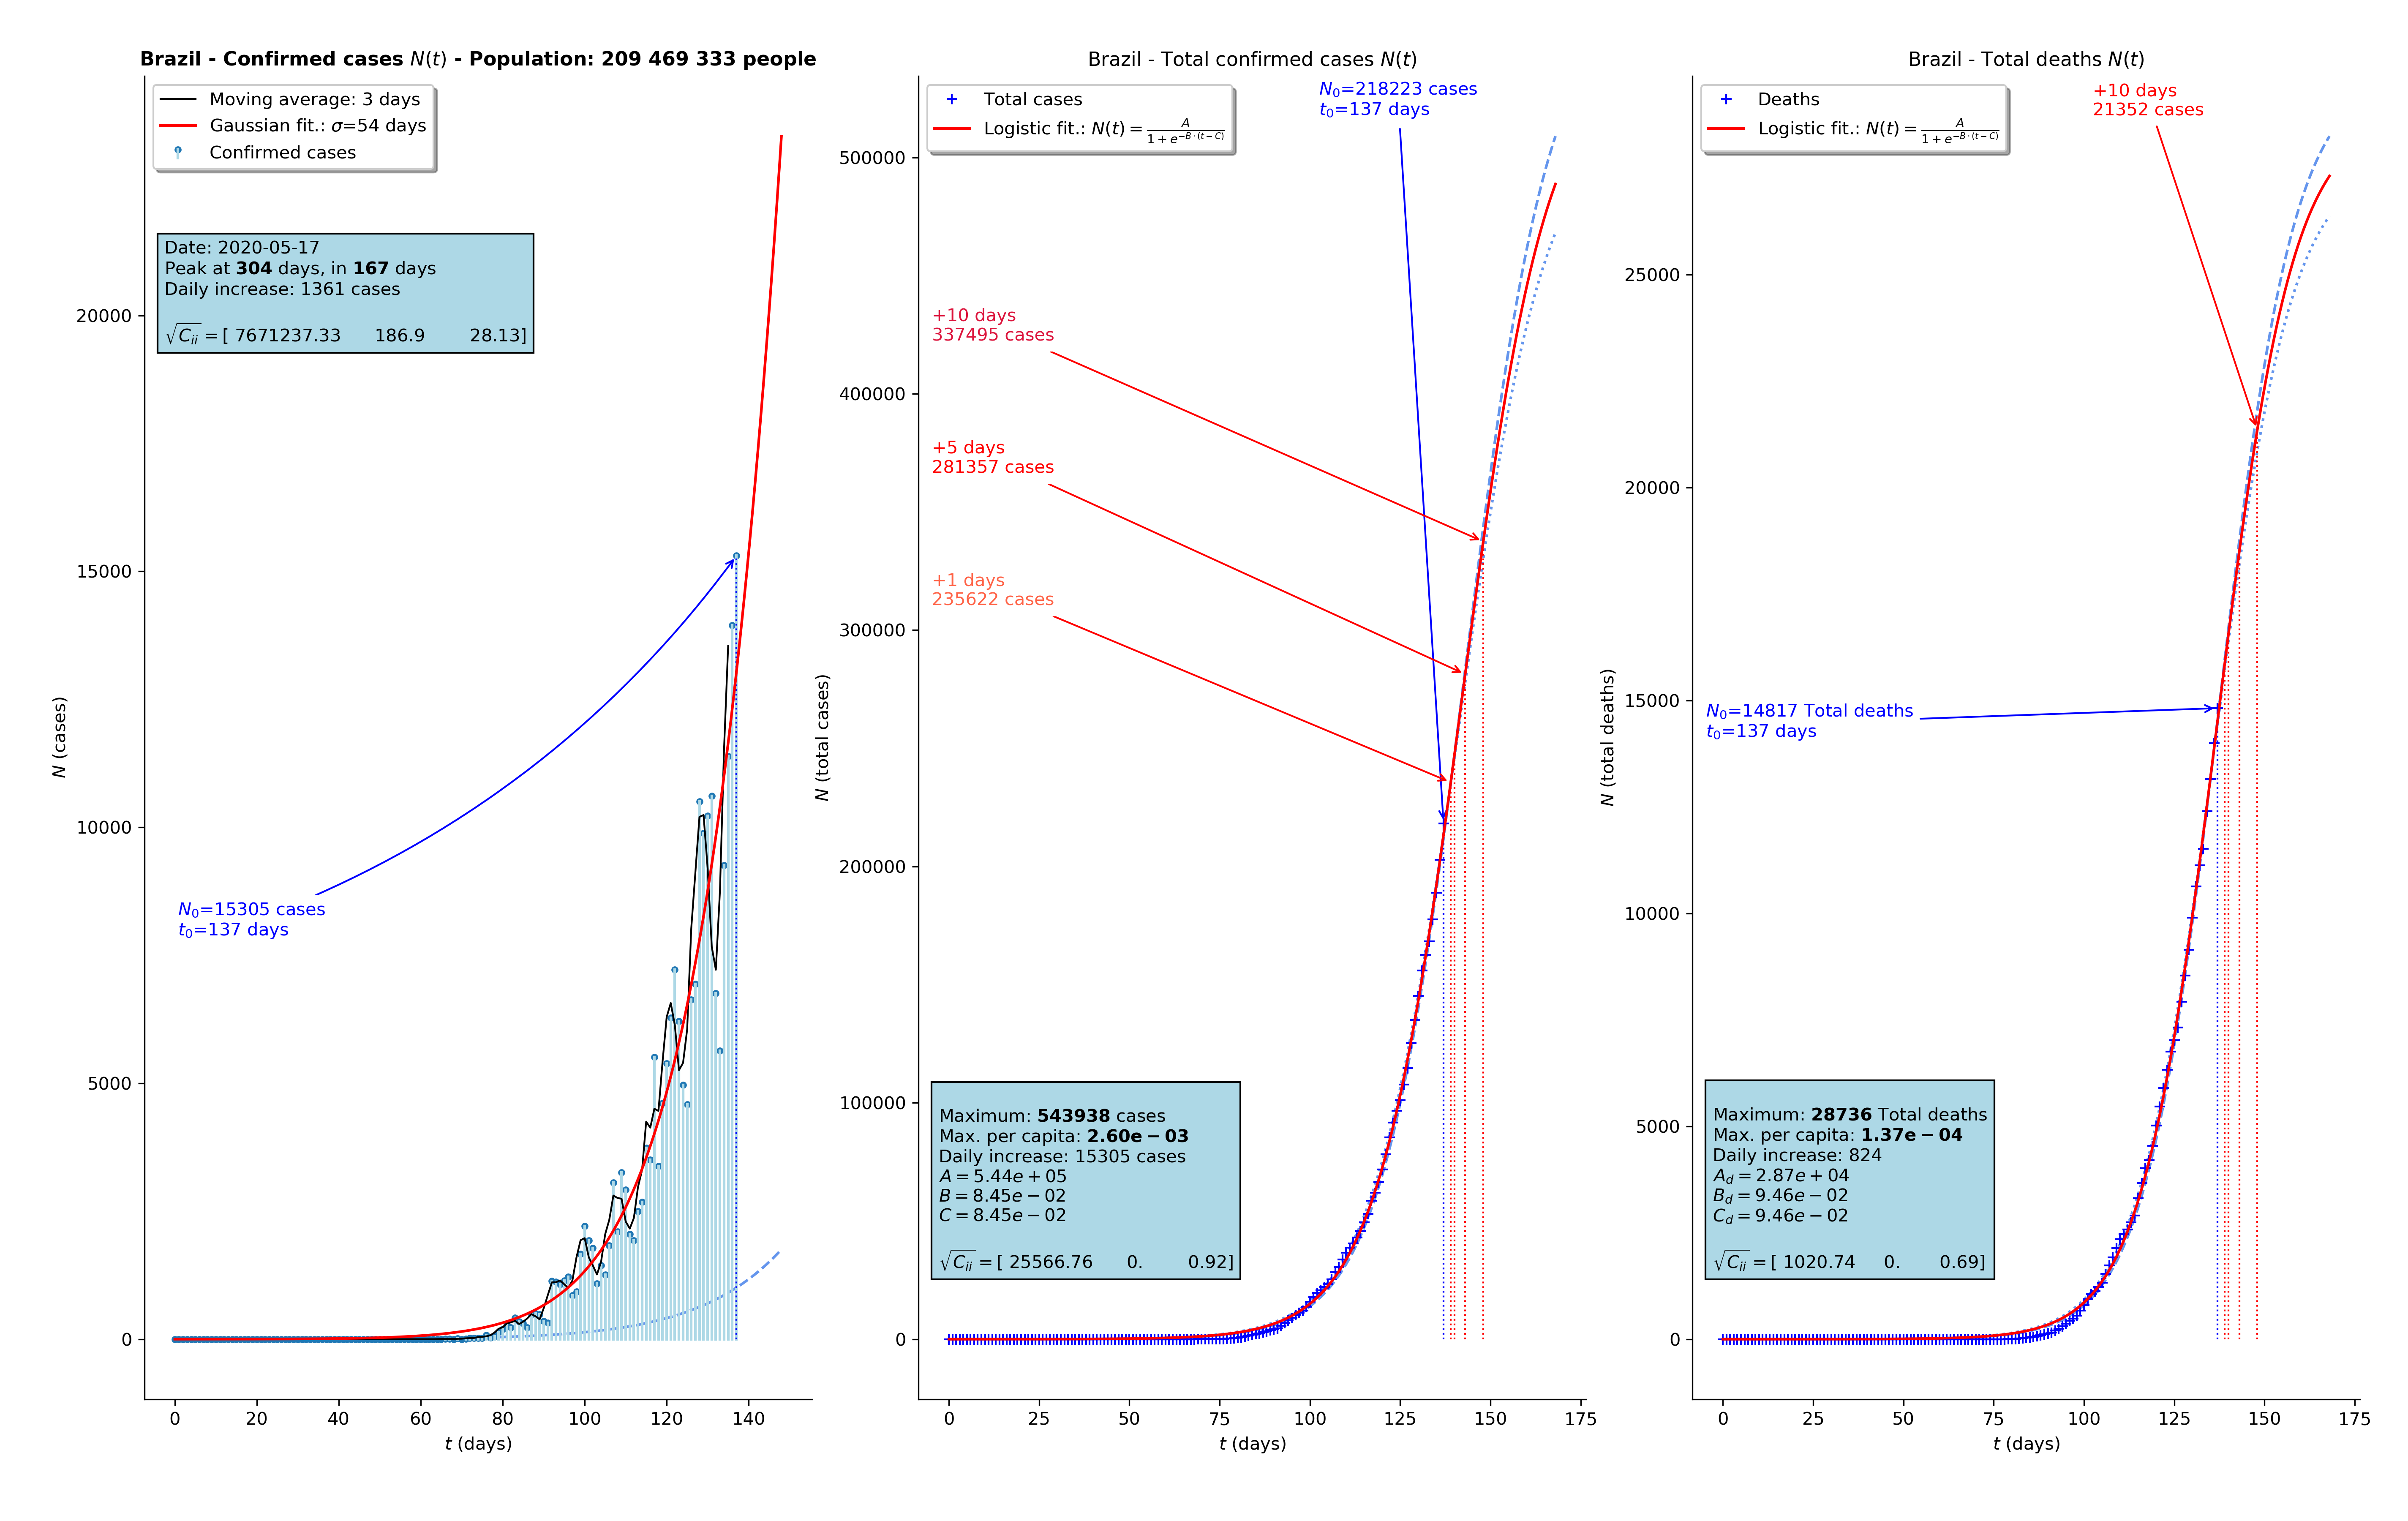 Brazil - Confirmed cases N(t) - Population: 209 469 333 people
Moving average: 3 days
Gaussian fit.: σ=54 days
Confirmed cases
Date: 2020-05-17
Peak at 304 days, in 167 days
Daily increase: 1361 cases
√C_ii = [ 7671237.33 186.9 28.13]
N₀=15305 cases
t₀=137 days
N (cases)
20000
15000
10000
5000
0
0 20 40 60 80 100 120 140
t (days)
Brazil - Total confirmed cases N(t)
Total cases
Logistic fit.: N(t) = A / (1 + e^(−B·(t−C)))
N₀=218223 cases
t₀=137 days
+10 days
337495 cases
+5 days
281357 cases
+1 days
235622 cases
Maximum: 543938 cases
Max. per capita: 2.60e − 03
Daily increase: 15305 cases
A = 5.44e + 05
B = 8.45e − 02
C = 8.45e − 02
√C_ii = [ 25566.76 0. 0.92]
N (total cases)
500000
400000
300000
200000
100000
0
0 25 50 75 100 125 150 175
t (days)
Brazil - Total deaths N(t)
Deaths
Logistic fit.: N(t) = A / (1 + e^(−B·(t−C)))
+10 days
21352 cases
N₀=14817 Total deaths
t₀=137 days
Maximum: 28736 Total deaths
Max. per capita: 1.37e − 04
Daily increase: 824
A_d = 2.87e + 04
B_d = 9.46e − 02
C_d = 9.46e − 02
√C_ii = [ 1020.74 0. 0.69]
N (total deaths)
25000
20000
15000
10000
5000
0
0 25 50 75 100 125 150 175
t (days)